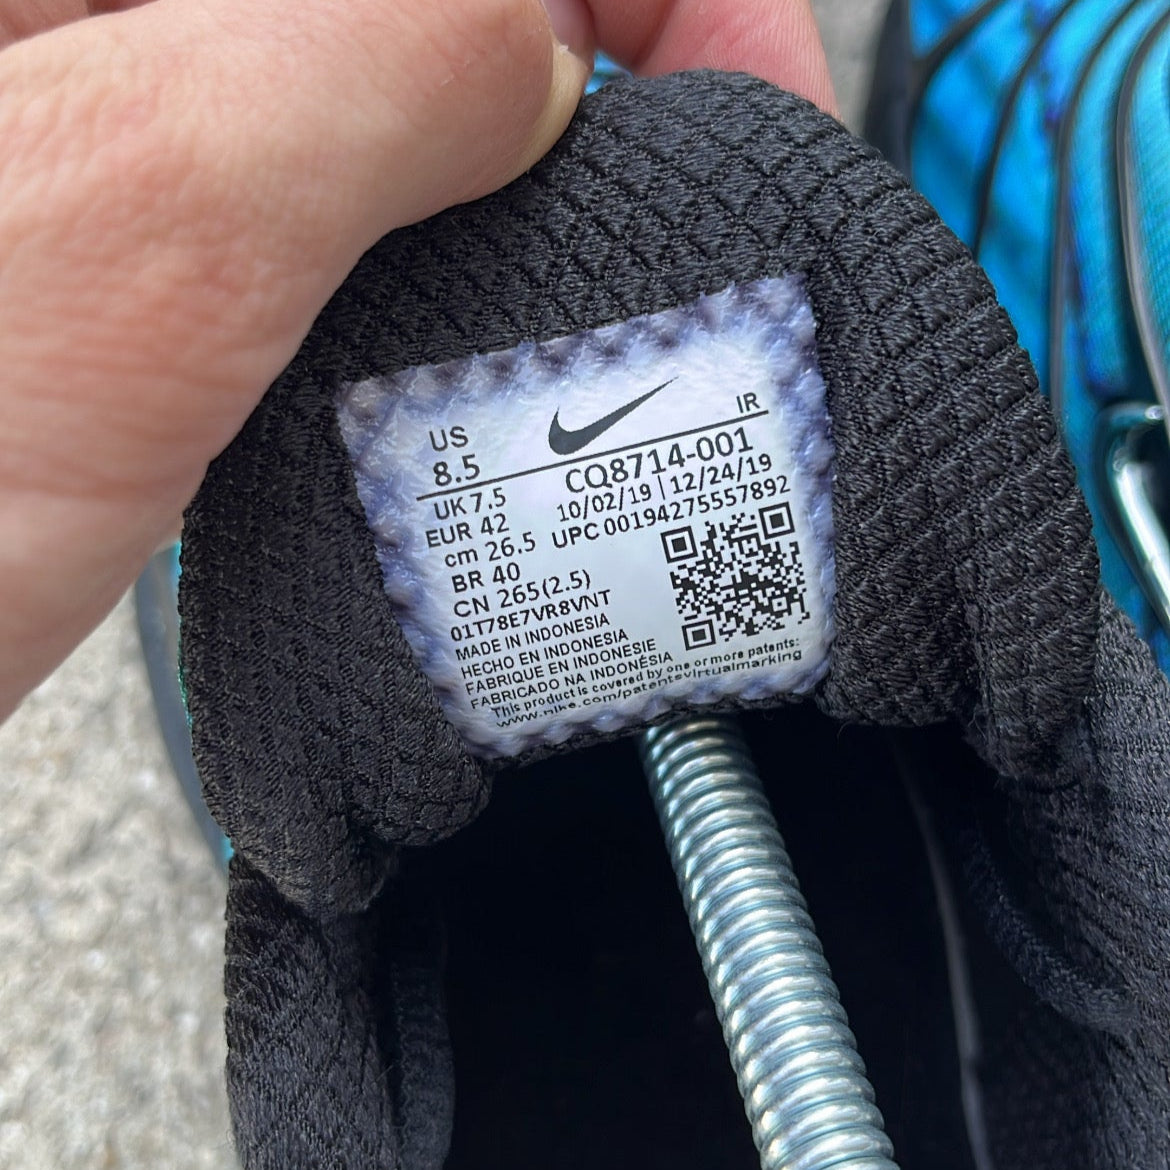 US
IR
8.5
CQ8714-001
UK 7.5
10/02/19 | 12/24/19
EUR 42
UPC 00194275557892
cm 26.5
BR 40
CN 265(2.5)
01T78E7VR8VNT
MADE IN INDONESIA
HECHO EN INDONESIA
FABRIQUE EN INDONESIE
FABRICADO NA INDONÉSIA
This product is covered by one or more patents:
www.nike.com/patentsvirtualmarking